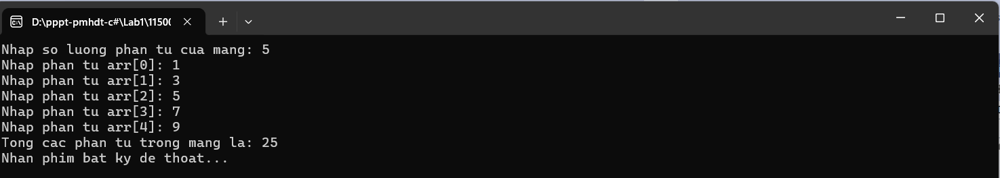 D:\pppt-pmhdt-c#\Lab1\1150
Nhap so luong phan tu cua mang: 5
Nhap phan tu arr[0]: 1
Nhap phan tu arr[1]: 3
Nhap phan tu arr[2]: 5
Nhap phan tu arr[3]: 7
Nhap phan tu arr[4]: 9
Tong cac phan tu trong mang la: 25
Nhan phim bat ky de thoat...